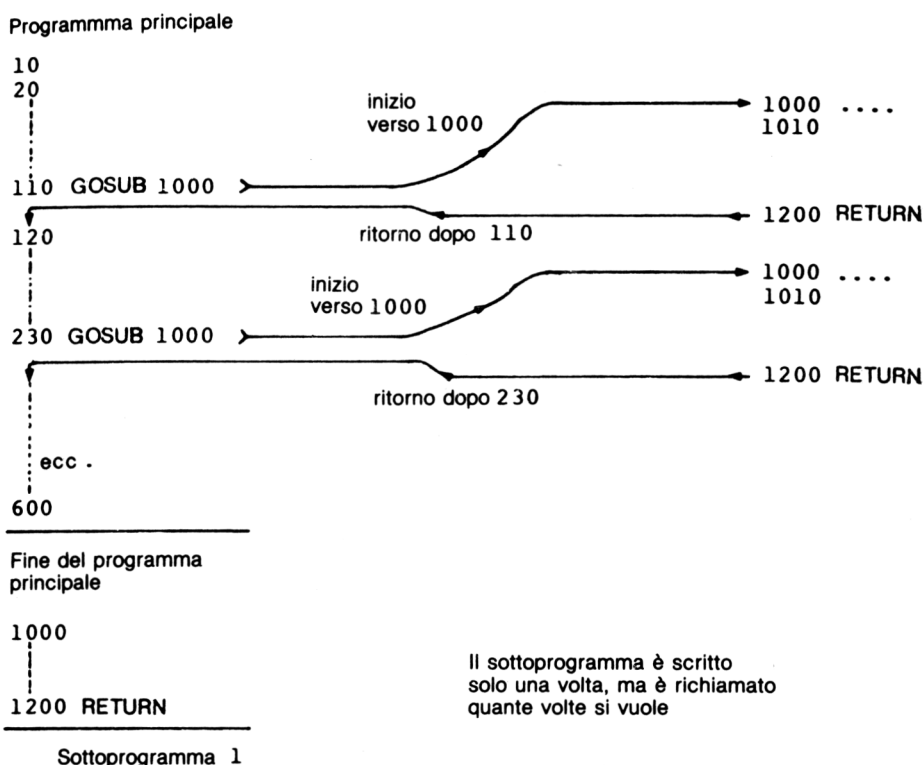 Programmma principale
10
20
inizio
verso 1000
1000 ....
1010
110 GOSUB 1000
1200 RETURN
120
ritorno dopo 110
inizio
verso 1000
1000 ....
1010
230 GOSUB 1000
1200 RETURN
ritorno dopo 230
ecc .
600
Fine del programma
principale
1000
1200 RETURN
Il sottoprogramma è scritto
solo una volta, ma è richiamato
quante volte si vuole
Sottoprogramma 1